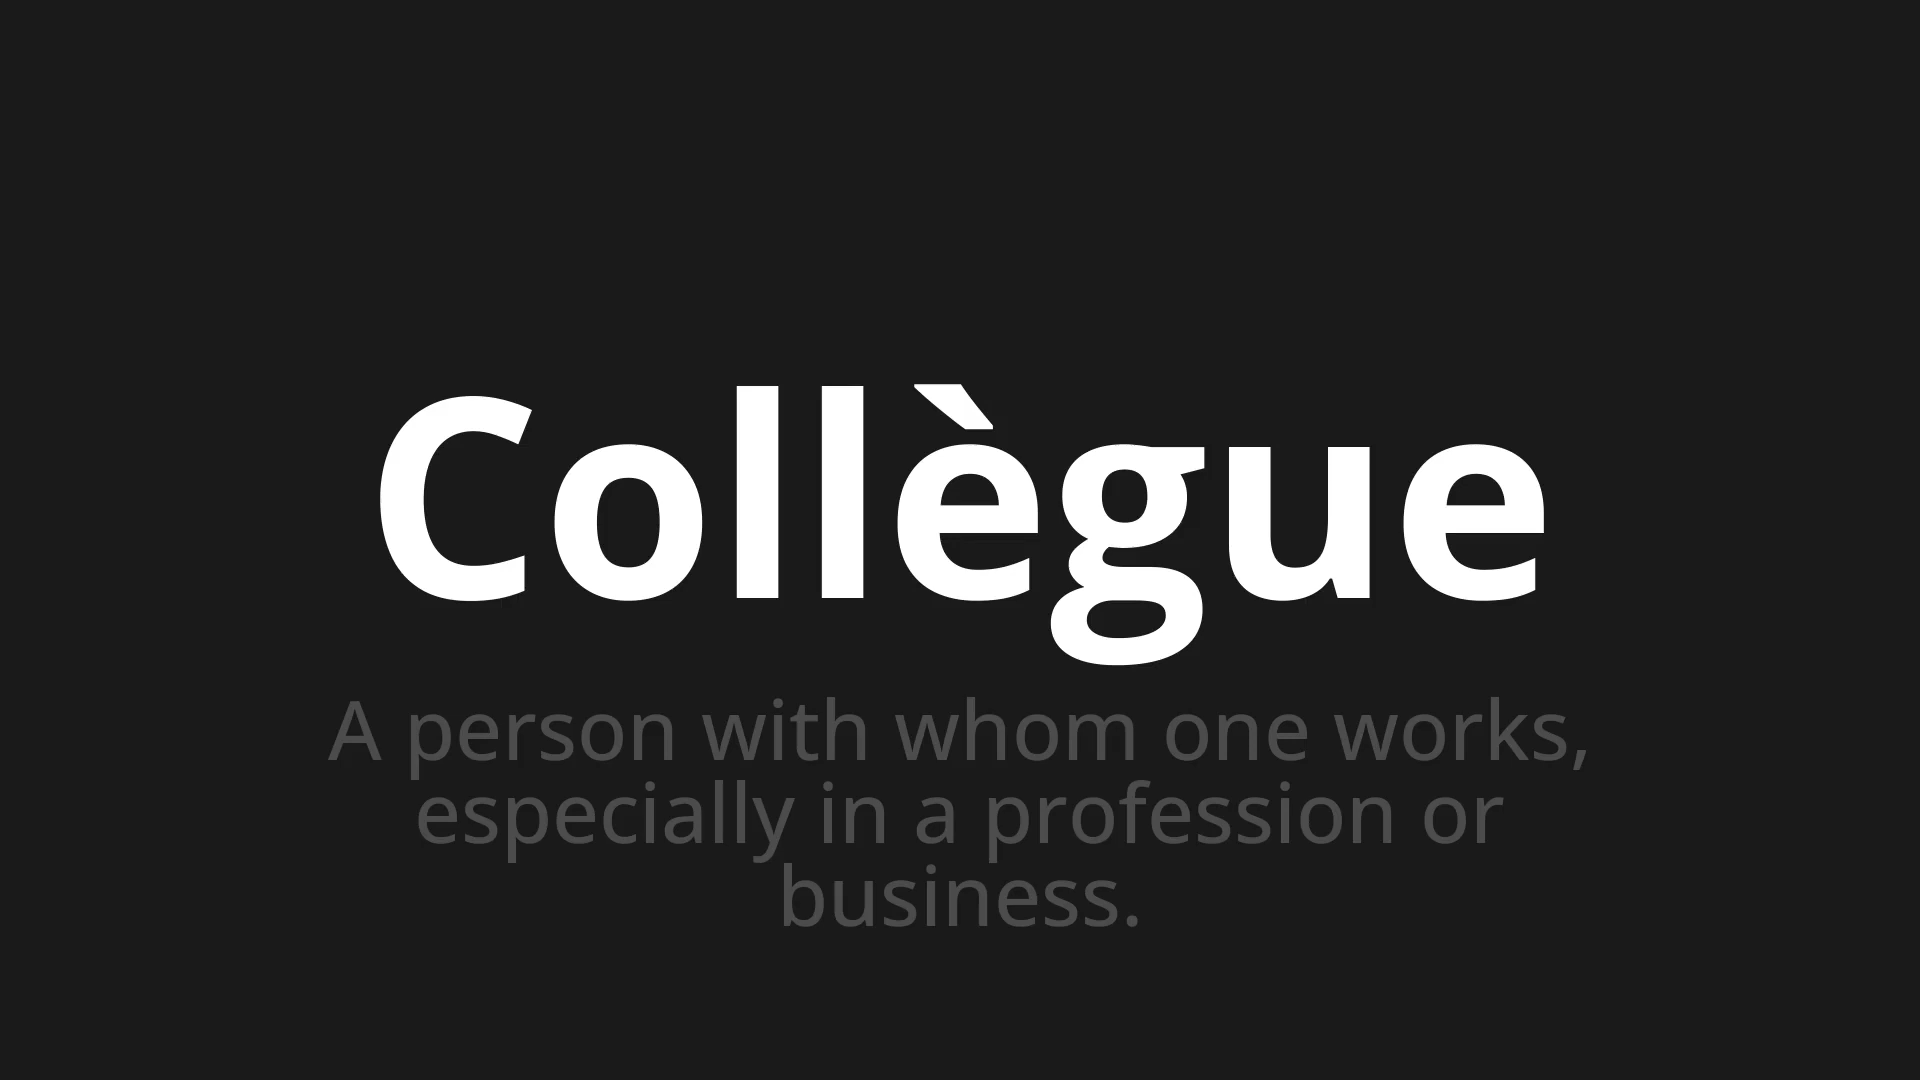 Collègue
A person with whom one works,
especially in a profession or
business.